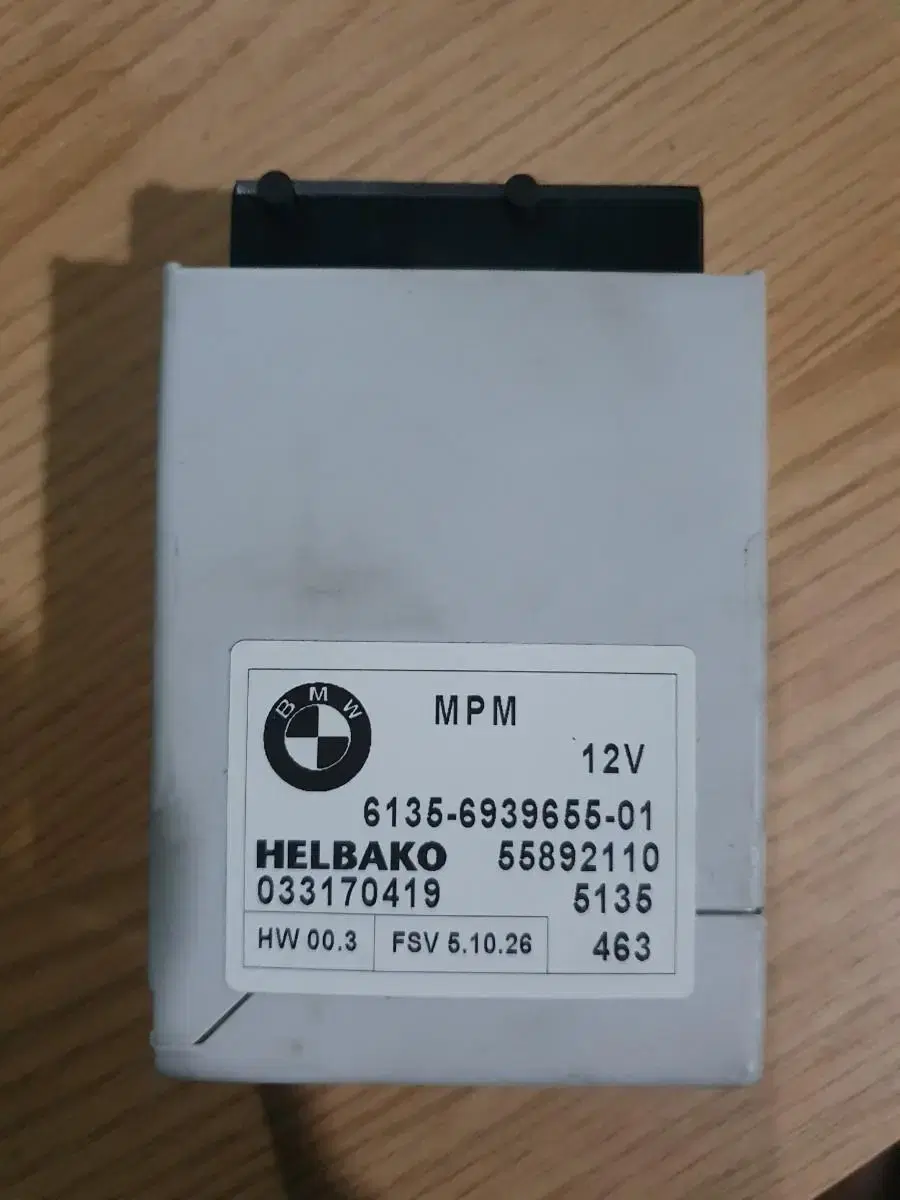 BMW
MPM
12V
6135-6939655-01
HELBAKO 55892110
033170419 5135
HW 00.3 FSV 5.10.26 463